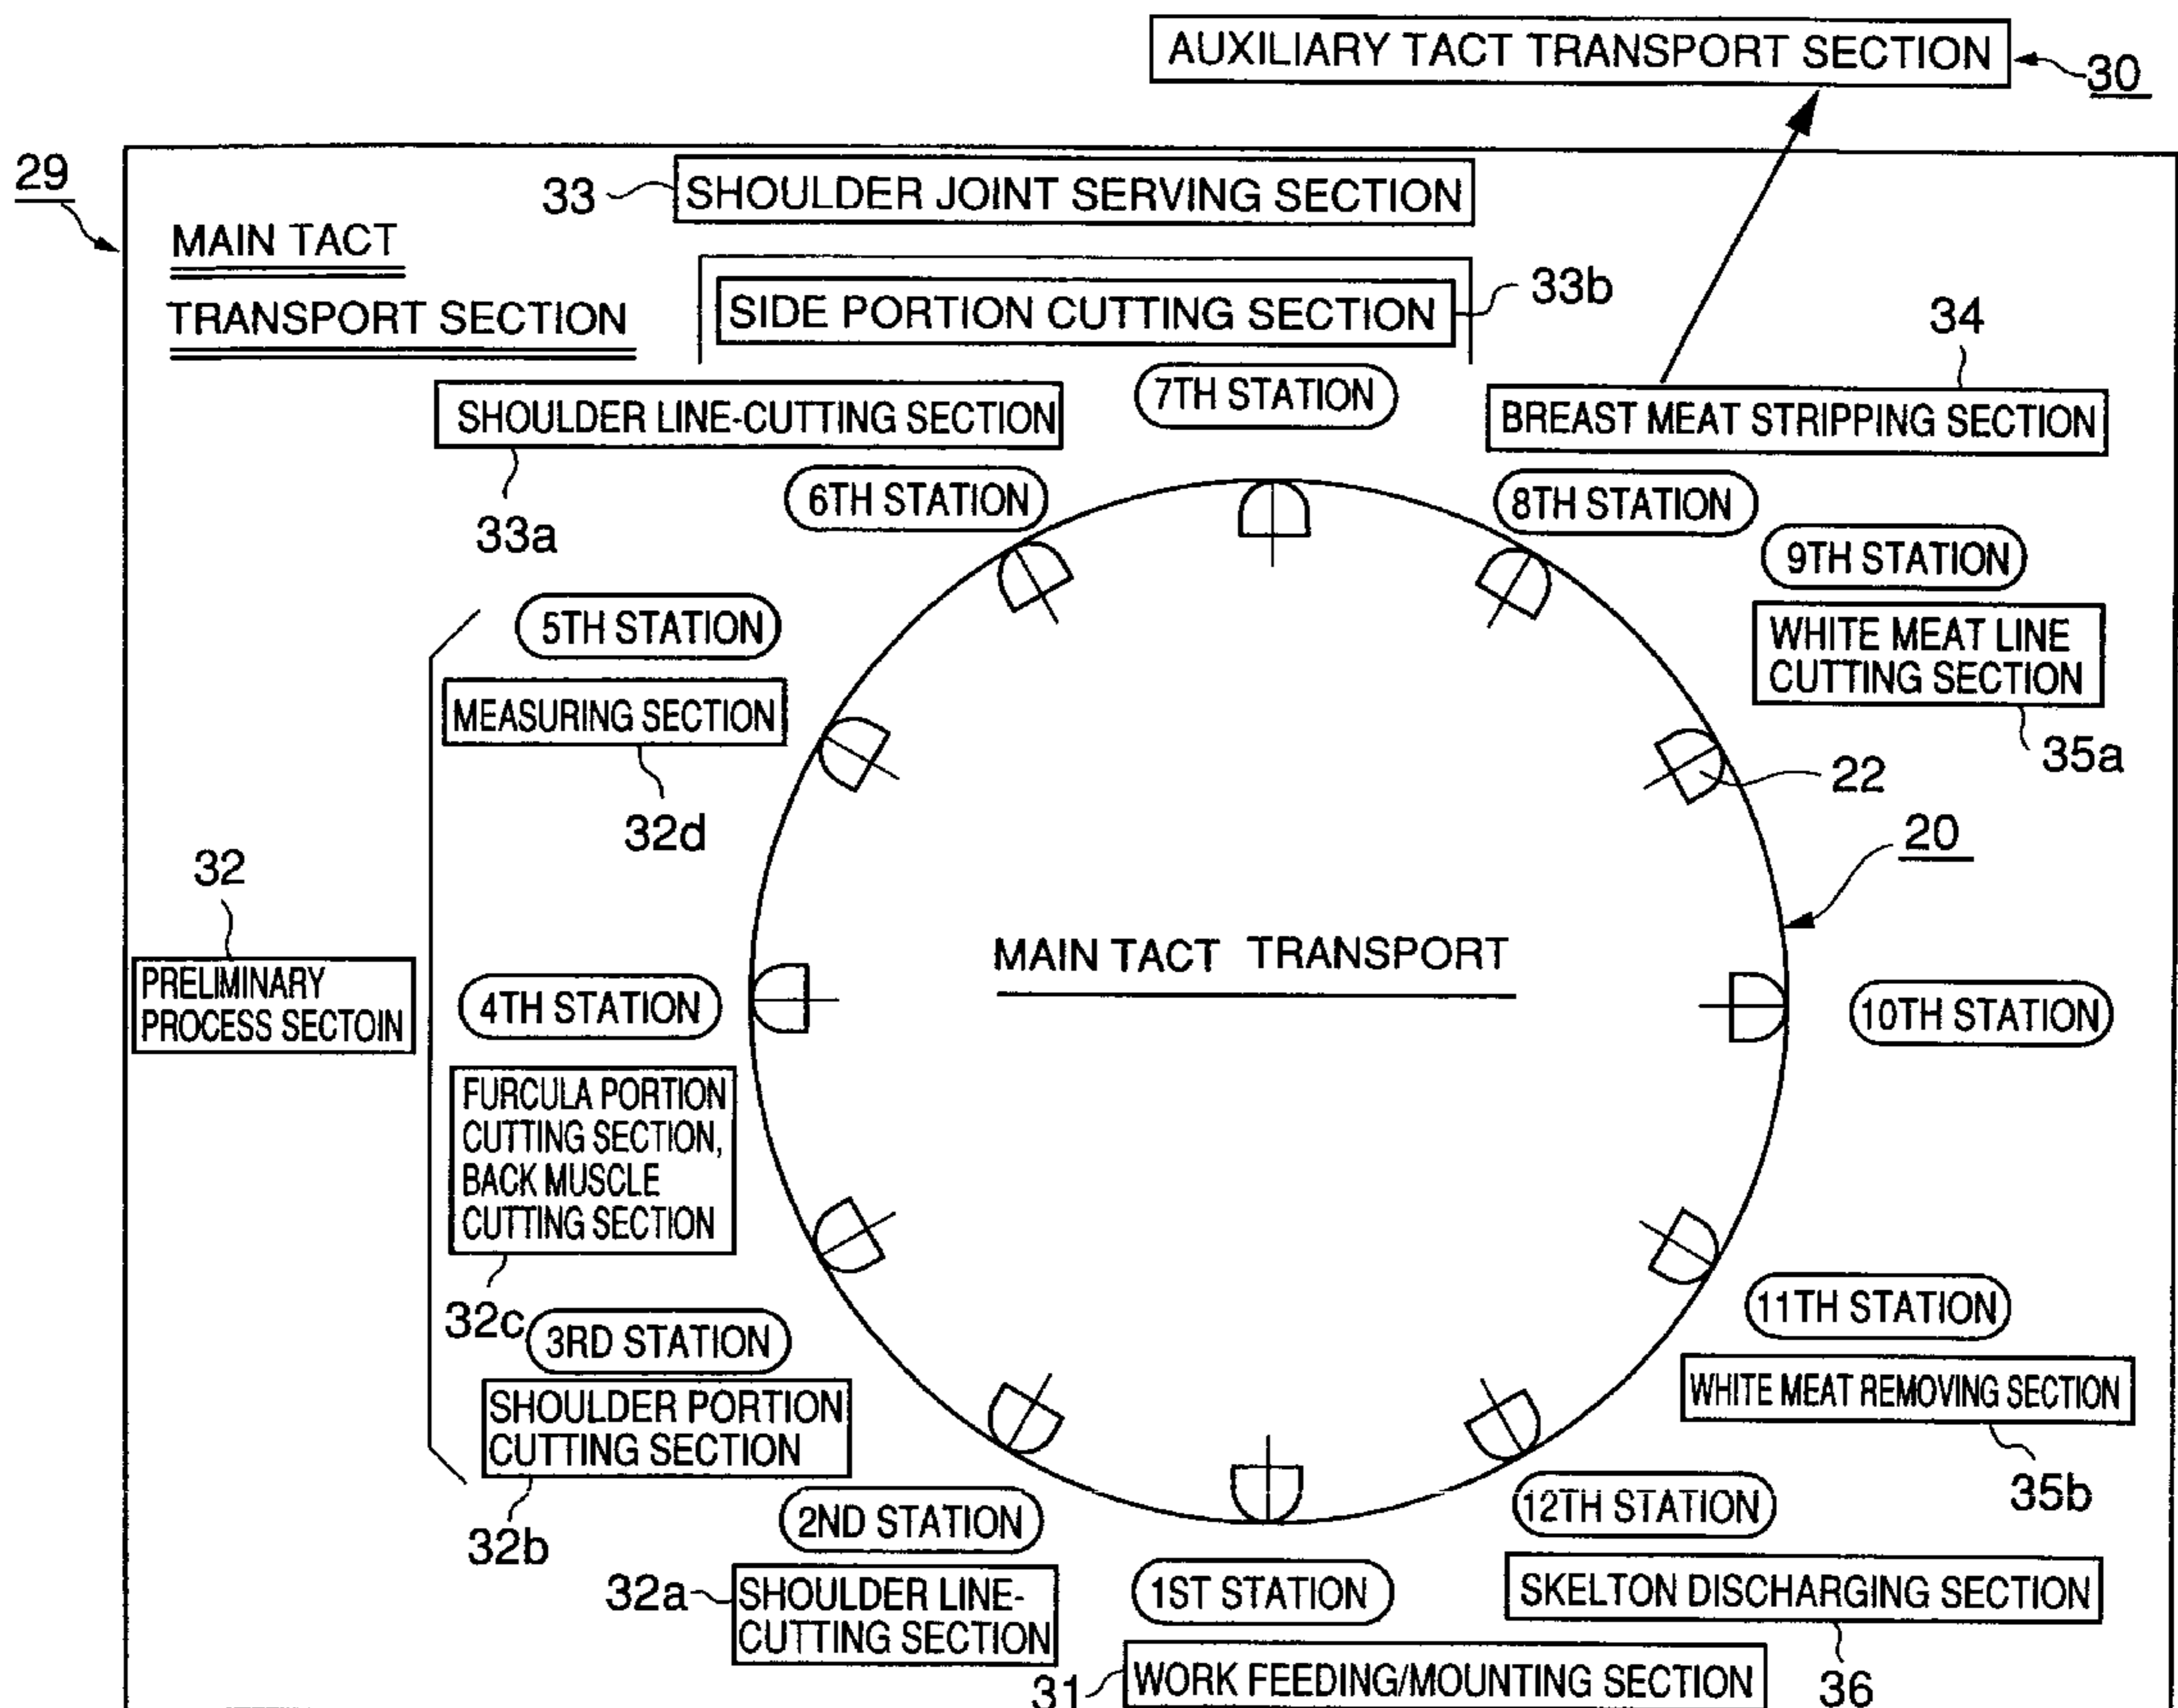 AUXILIARY TACT TRANSPORT SECTION
30
29
33
SHOULDER JOINT SERVING SECTION
MAIN TACT
TRANSPORT SECTION
SIDE PORTION CUTTING SECTION
33b
34
7TH STATION
SHOULDER LINE-CUTTING SECTION
BREAST MEAT STRIPPING SECTION
6TH STATION
8TH STATION
33a
9TH STATION
5TH STATION
WHITE MEAT LINE
CUTTING SECTION
MEASURING SECTION
35a
22
32d
20
32
MAIN TACT TRANSPORT
PRELIMINARY
PROCESS SECTOIN
4TH STATION
10TH STATION
FURCULA PORTION
CUTTING SECTION,
BACK MUSCLE
CUTTING SECTION
32c
3RD STATION
11TH STATION
SHOULDER PORTION
CUTTING SECTION
WHITE MEAT REMOVING SECTION
35b
32b
2ND STATION
12TH STATION
32a
SHOULDER LINE-
CUTTING SECTION
1ST STATION
SKELTON DISCHARGING SECTION
31
WORK FEEDING/MOUNTING SECTION
36